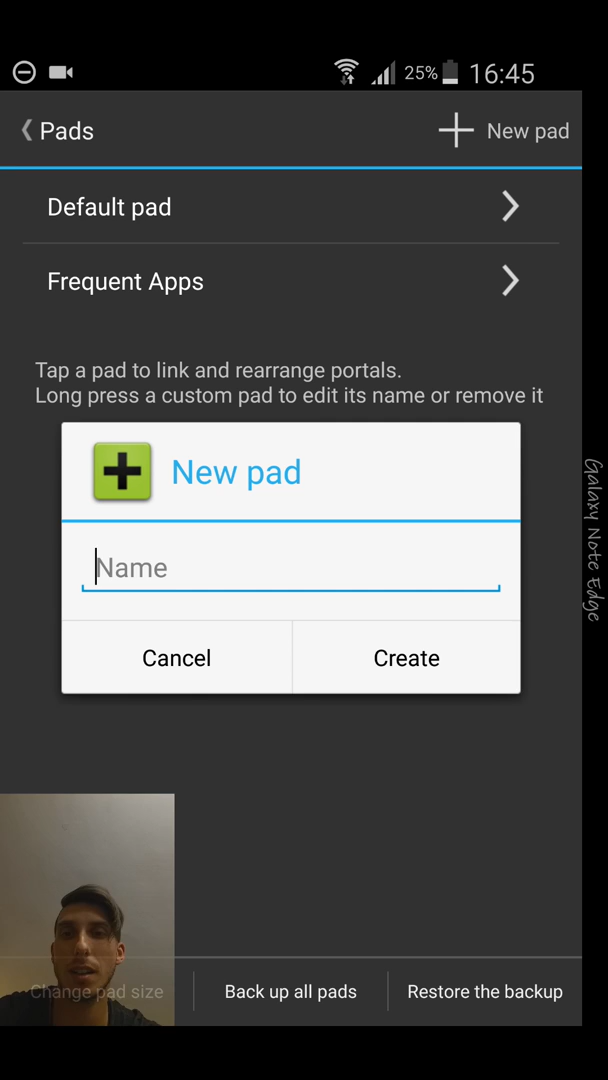 25% 16:45
Pads
New pad
Default pad
Frequent Apps
Tap a pad to link and rearrange portals.
Long press a custom pad to edit its name or remove it
New pad
Name
Cancel
Create
Galaxy Note Edge
Change pad size
Back up all pads
Restore the backup